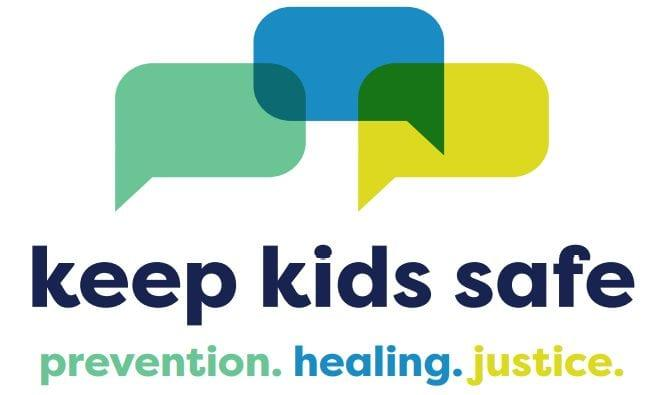 keep kids safe
prevention. healing. justice.